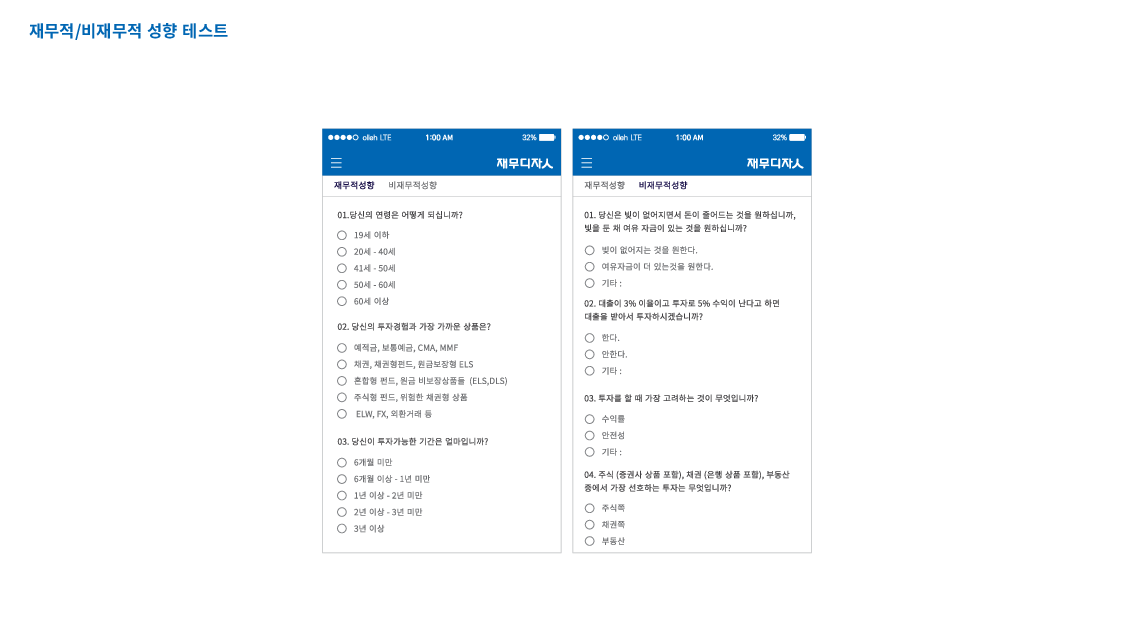 재무적/비재무적 성향 테스트
olleh LTE 1:00 AM 32%
재무디자人
재무적성향 비재무적성향
01.당신의 연령은 어떻게 되십니까?
19세 이하
20세 - 40세
41세 - 50세
50세 - 60세
60세 이상
02. 당신의 투자경험과 가장 가까운 상품은?
예적금, 보통예금, CMA, MMF
채권, 채권형펀드, 원금보장형 ELS
혼합형 펀드, 원금 비보장상품들 (ELS,DLS)
주식형 펀드, 위험한 채권형 상품
ELW, FX, 외환거래 등
03. 당신이 투자가능한 기간은 얼마입니까?
6개월 미만
6개월 이상 - 1년 미만
1년 이상 - 2년 미만
2년 이상 - 3년 미만
3년 이상
olleh LTE 1:00 AM 32%
재무디자人
재무적성향 비재무적성향
01. 당신은 빛이 없어지면서 돈이 줄어드는 것을 원하십니까,
빛을 둔 채 여유 자금이 있는 것을 원하십니까?
빛이 없어지는 것을 원한다.
여유자금이 더 있는것을 원한다.
기타 :
02. 대출이 3% 이율이고 투자로 5% 수익이 난다고 하면
대출을 받아서 투자하시겠습니까?
한다.
안한다.
기타 :
03. 투자를 할 때 가장 고려하는 것이 무엇입니까?
수익률
안전성
기타 :
04. 주식 (증권사 상품 포함), 채권 (은행 상품 포함), 부동산
중에서 가장 선호하는 투자는 무엇입니까?
주식쪽
채권쪽
부동산